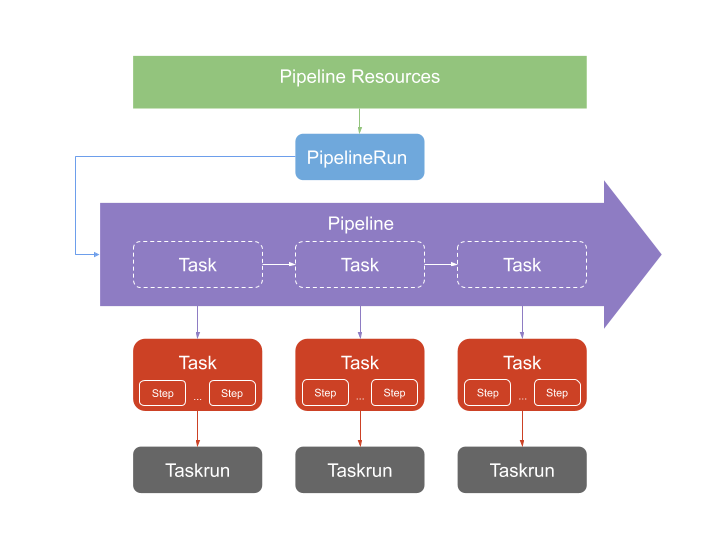 Pipeline Resources
PipelineRun
Pipeline
Task
Task
Task
Task
Task
Task
Step ... Step
Step ... Step
Step ... Step
Taskrun
Taskrun
Taskrun